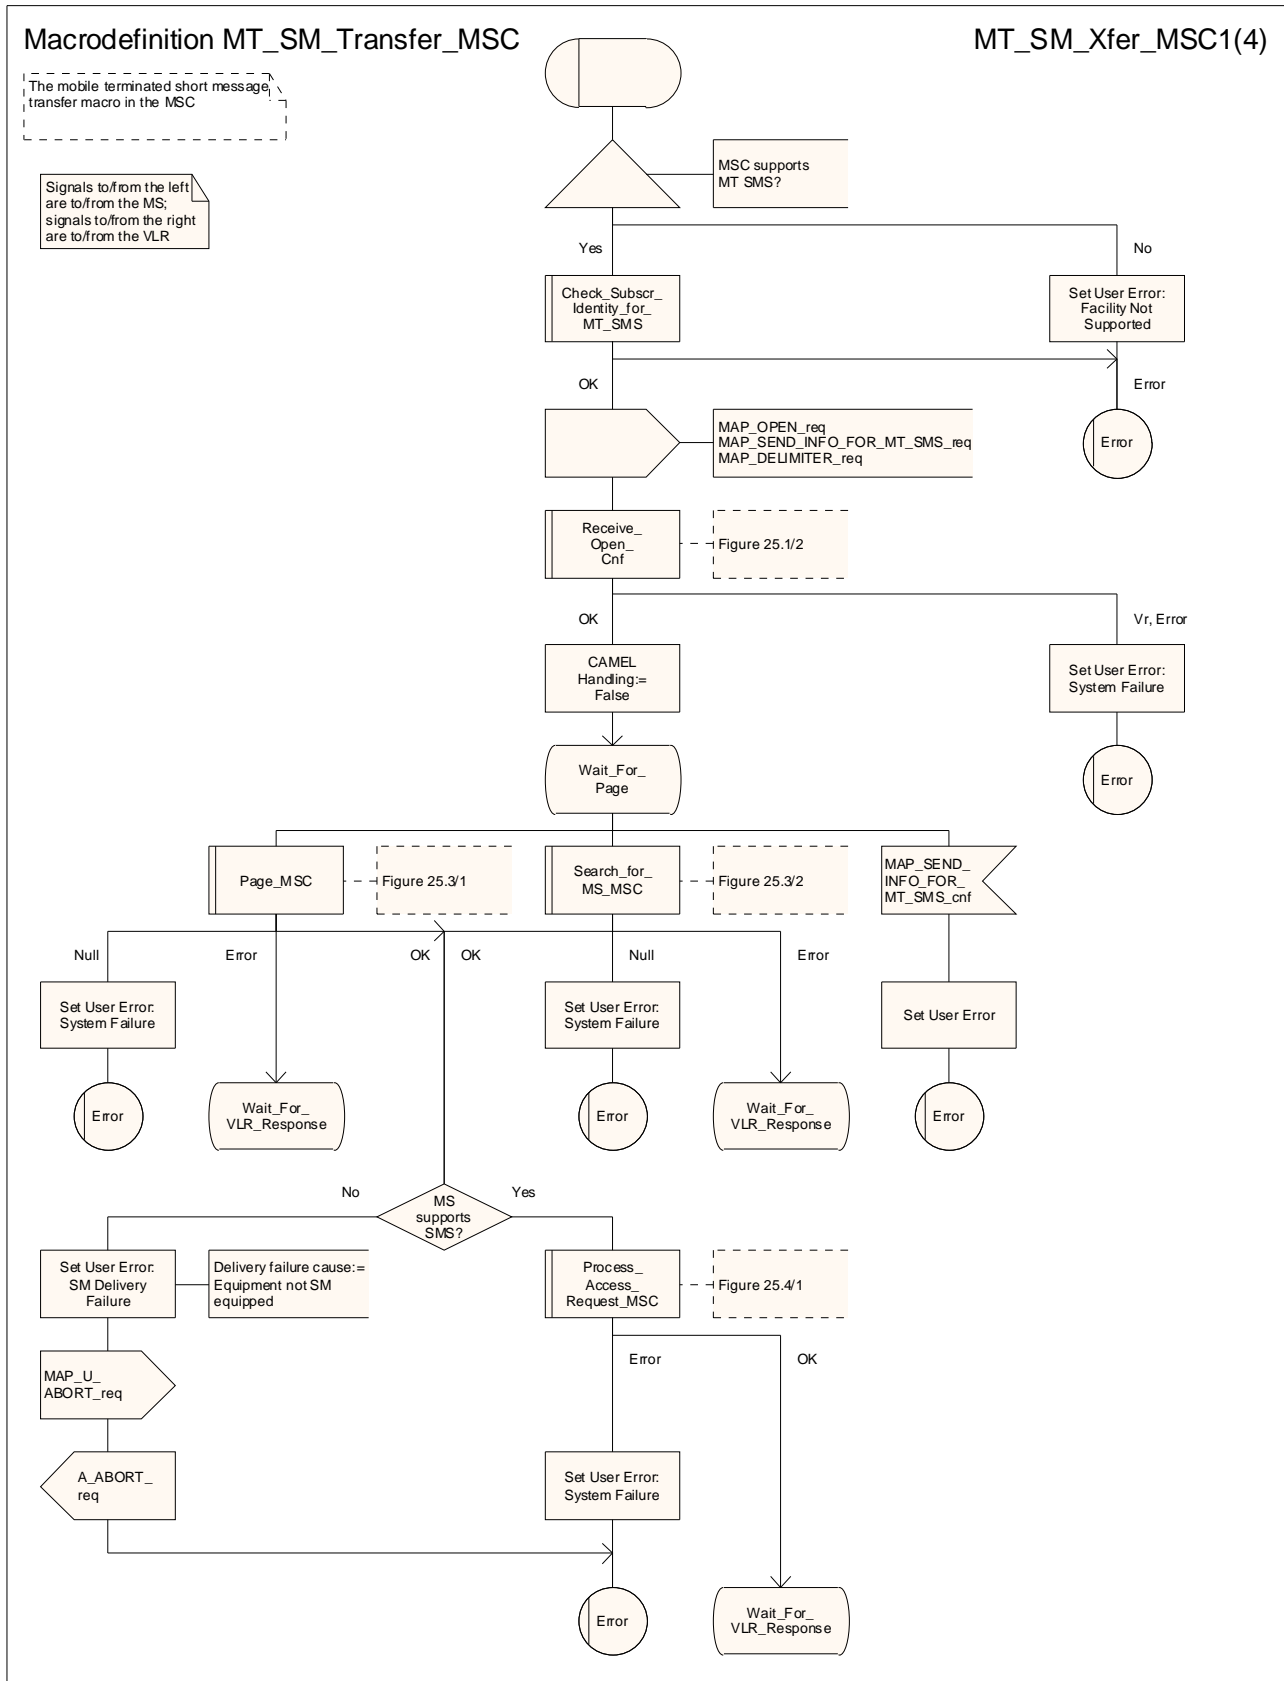 Macrodefinition MT_SM_Transfer_MSC
MT_SM_Xfer_MSC1(4)
The mobile terminated short message
transfer macro in the MSC
Signals to/from the left
are to/from the MS;
signals to/from the right
are to/from the VLR
MSC supports
MT SMS?
Yes
No
Check_Subscr_
Identity_for_
MT_SMS
Set User Error:
Facility Not
Supported
OK
Error
MAP_OPEN_req
MAP_SEND_INFO_FOR_MT_SMS_req
MAP_DELIMITER_req
Error
Receive_
Open_
Cnf
Figure 25.1/2
OK
Vr, Error
CAMEL
Handling:=
False
Set User Error:
System Failure
Wait_For_
Page
Error
Page_MSC
Figure 25.3/1
Search_for_
MS_MSC
Figure 25.3/2
MAP_SEND_
INFO_FOR_
MT_SMS_cnf
Null
Error
OK
OK
Null
Error
Set User Error:
System Failure
Set User Error:
System Failure
Set User Error
Error
Wait_For_
VLR_Response
Error
Wait_For_
VLR_Response
Error
No
MS
supports
SMS?
Yes
Set User Error:
SM Delivery
Failure
Delivery failure cause:=
Equipment not SM
equipped
Process_
Access_
Request_MSC
Figure 25.4/1
Error
OK
MAP_U_
ABORT_req
A_ABORT_
req
Set User Error:
System Failure
Error
Wait_For_
VLR_Response